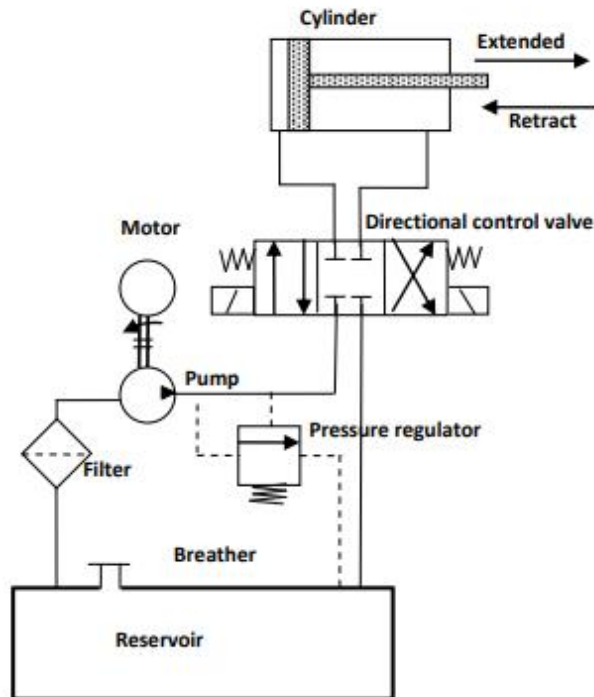 Cylinder
Extended
Retract
Directional control valve
Motor
Pump
Pressure regulator
Filter
Breather
Reservoir